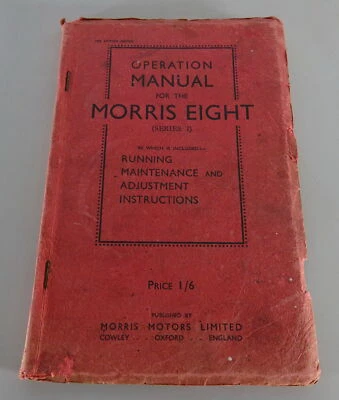 OPERATION
MANUAL
FOR THE
MORRIS EIGHT
(SERIES I)
IN WHICH IS INCLUDED:—
RUNNING
MAINTENANCE AND
ADJUSTMENT
INSTRUCTIONS
PRICE 1/6
PUBLISHED BY
MORRIS MOTORS LIMITED
COWLEY . . OXFORD . . ENGLAND